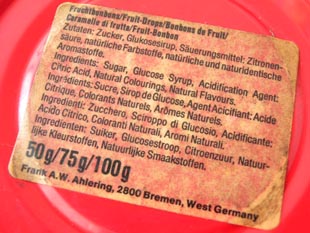 Fruchtbonbons/Fruit-Drops/Bonbons de Fruit/
Caramelle di frutta/Fruit-Bonbon
Zutaten: Zucker, Glukosesirup, Säuerungsmittel: Zitronen-
säure, natürliche Farbstoffe, natürliche und naturidentische
Aromastoffe.
Ingredients: Sugar, Glucose Syrup, Acidification Agent:
Citric Acid, Natural Colourings, Natural Flavours.
Ingrédients: Sucre, Sirop de Glucose, Agent Acicifiant: Acide
Citrique, Colorants Naturels, Arômes Naturels.
Ingredienti: Zucchero, Sciroppo di Glucosio, Acidificante:
Acido Citrico, Coloranti Naturali, Aromi Naturali.
Ingredienten: Suiker, Glucosestroop, Citroenzuur, Natuur-
lijke Kleurstoffen, Natuurlijke Smaakstoffen.
50g/75g/100g
Frank A.W. Ahlering, 2800 Bremen, West Germany